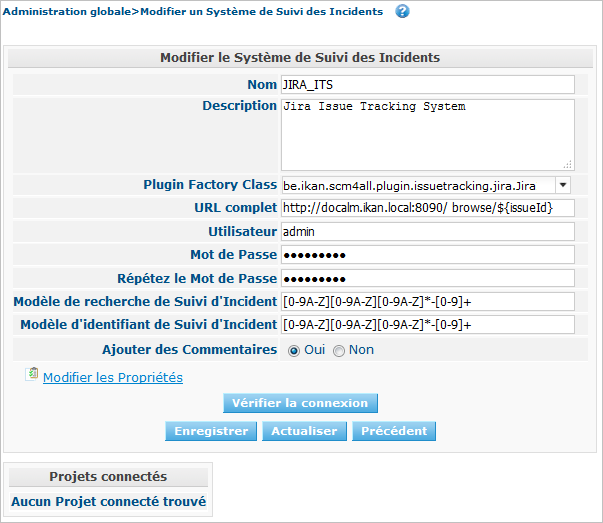 Administration globale>Modifier un Système de Suivi des Incidents ?
Modifier le Système de Suivi des Incidents
Nom JIRA_ITS
Description Jira Issue Tracking System
Plugin Factory Class be.ikan.scm4all.plugin.issuetracking.jira.Jira
URL complet http://docalm.ikan.local:8090/ browse/${issueId}
Utilisateur admin
Mot de Passe ●●●●●●●●●
Répétez le Mot de Passe ●●●●●●●●●
Modèle de recherche de Suivi d'Incident [0-9A-Z][0-9A-Z][0-9A-Z]*-[0-9]+
Modèle d'identifiant de Suivi d'Incident [0-9A-Z][0-9A-Z][0-9A-Z]*-[0-9]+
Ajouter des Commentaires Oui Non
Modifier les Propriétés
Vérifier la connexion
Enregistrer Actualiser Précédent
Projets connectés
Aucun Projet connecté trouvé